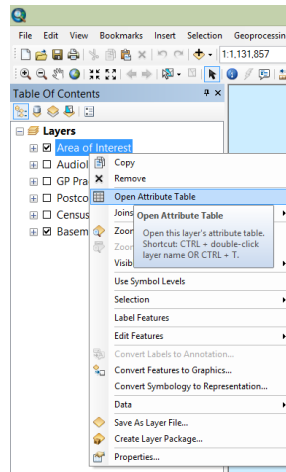 File Edit View Bookmarks Insert Selection Geoprocessing
1:1,131,857
Table Of Contents
Layers
Area of Interest
Audiol
GP Pra
Postco
Census
Basem
Copy
Remove
Open Attribute Table
Joins
Open Attribute Table
Open this layer's attribute table.
Shortcut: CTRL + double-click
layer name OR CTRL + T.
Zoo
Zoo
Visib
Use Symbol Levels
Selection
Label Features
Edit Features
Convert Labels to Annotation...
Convert Features to Graphics...
Convert Symbology to Representation...
Data
Save As Layer File...
Create Layer Package...
Properties...